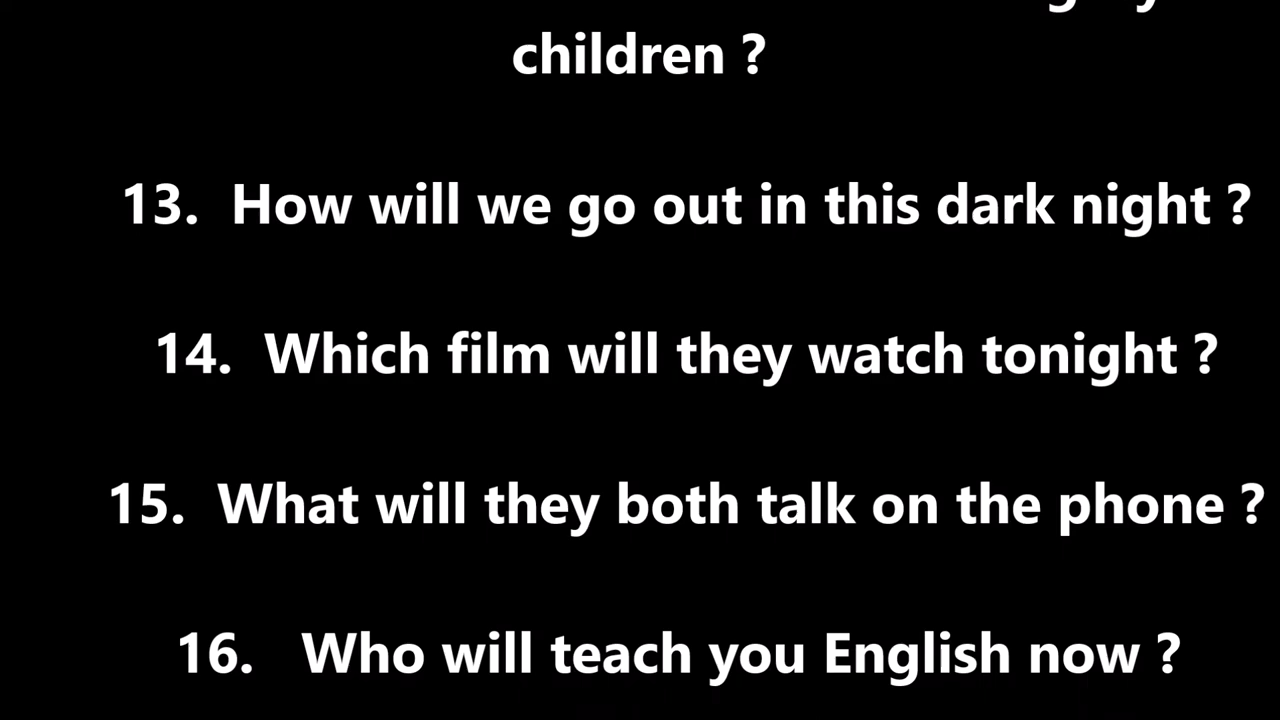 children ?
13. How will we go out in this dark night ?
14. Which film will they watch tonight ?
15. What will they both talk on the phone ?
16. Who will teach you English now ?